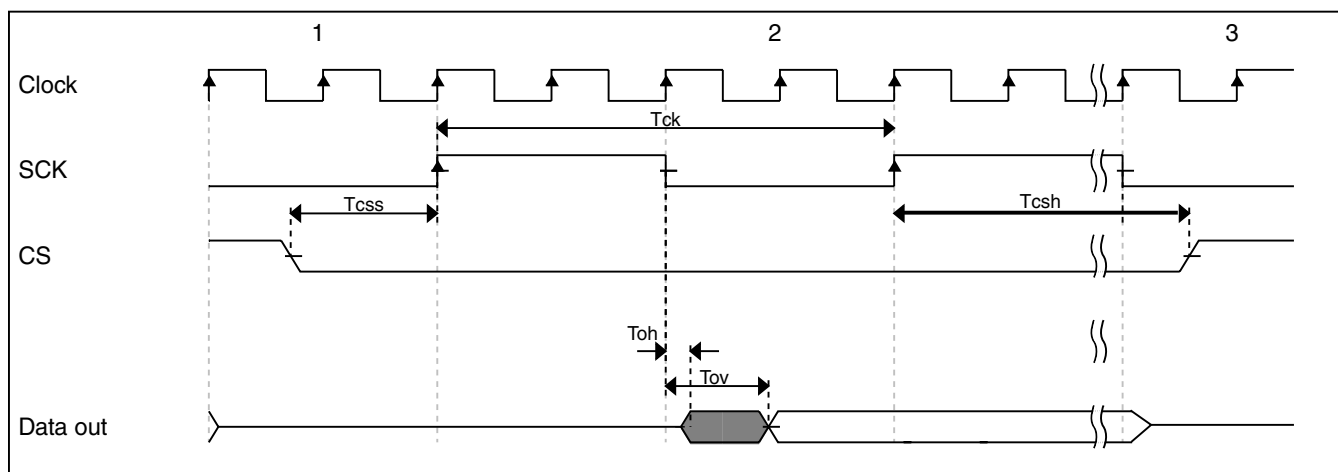 1 2 3
Clock
Tck
SCK
Tcss Tcsh
CS
Toh
Tov
Data out